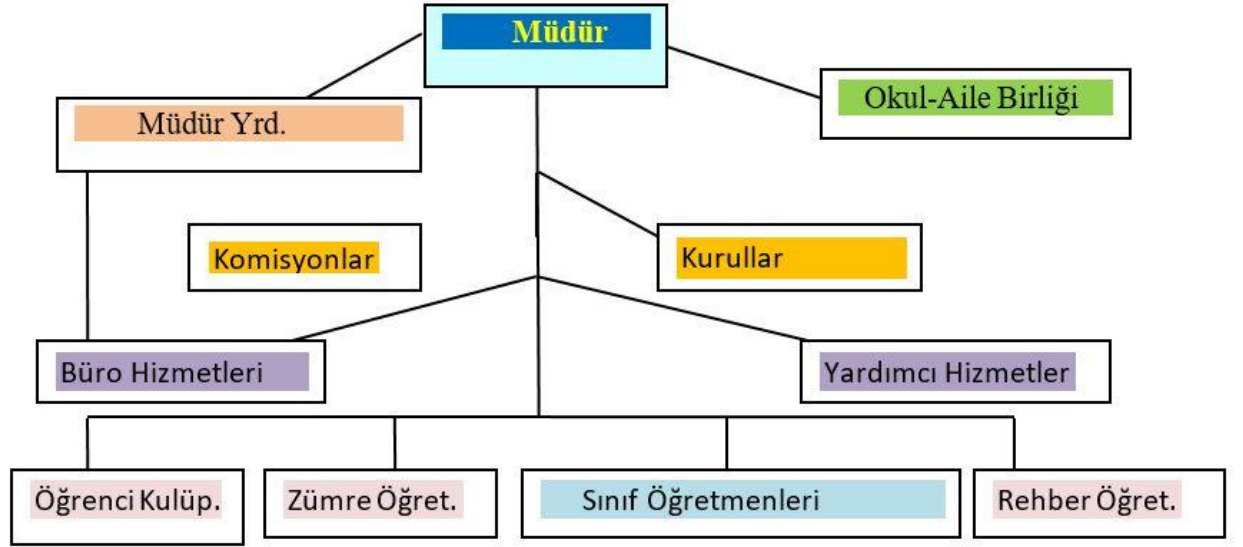 Müdür
Okul-Aile Birliği
Müdür Yrd.
Komisyonlar
Kurullar
Büro Hizmetleri
Yardımcı Hizmetler
Öğrenci Kulüp.
Zümre Öğret.
Sınıf Öğretmenleri
Rehber Öğret.